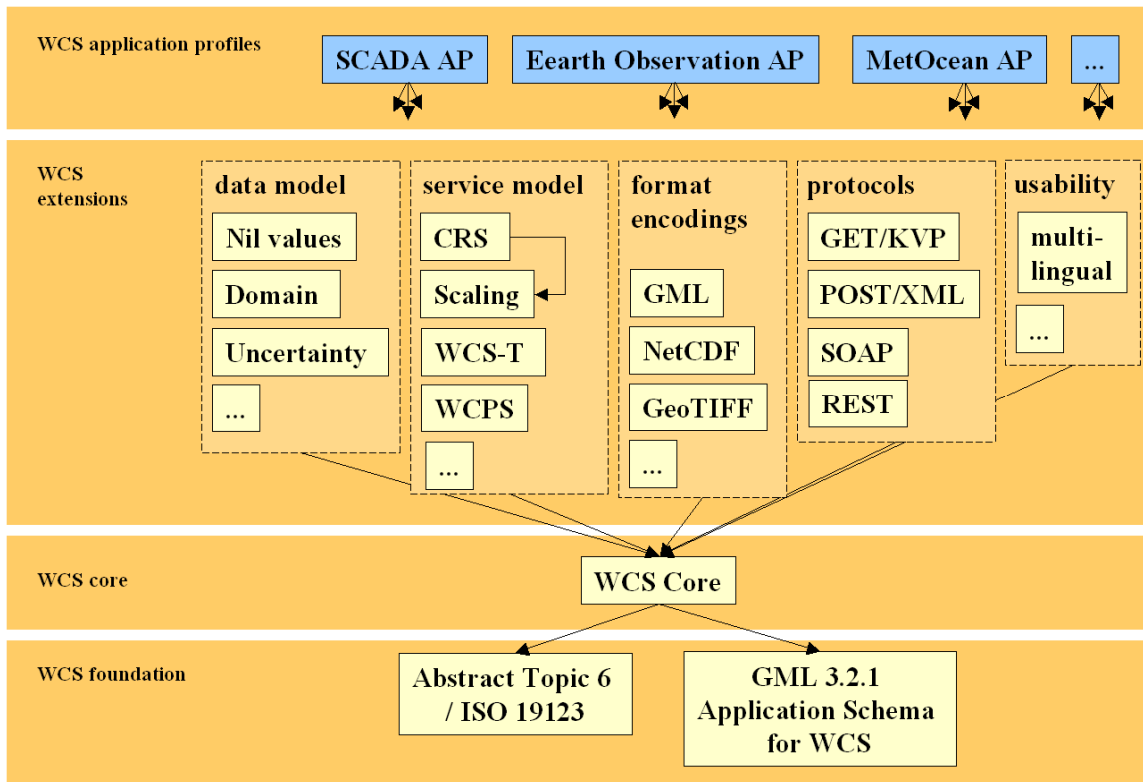 WCS application profiles
SCADA AP
Eearth Observation AP
MetOcean AP
...
WCS
extensions
data model
Nil values
Domain
Uncertainty
...
service model
CRS
Scaling
WCS-T
WCPS
...
format
encodings
GML
NetCDF
GeoTIFF
...
protocols
GET/KVP
POST/XML
SOAP
REST
usability
multi-
lingual
...
WCS core
WCS Core
WCS foundation
Abstract Topic 6
/ ISO 19123
GML 3.2.1
Application Schema
for WCS